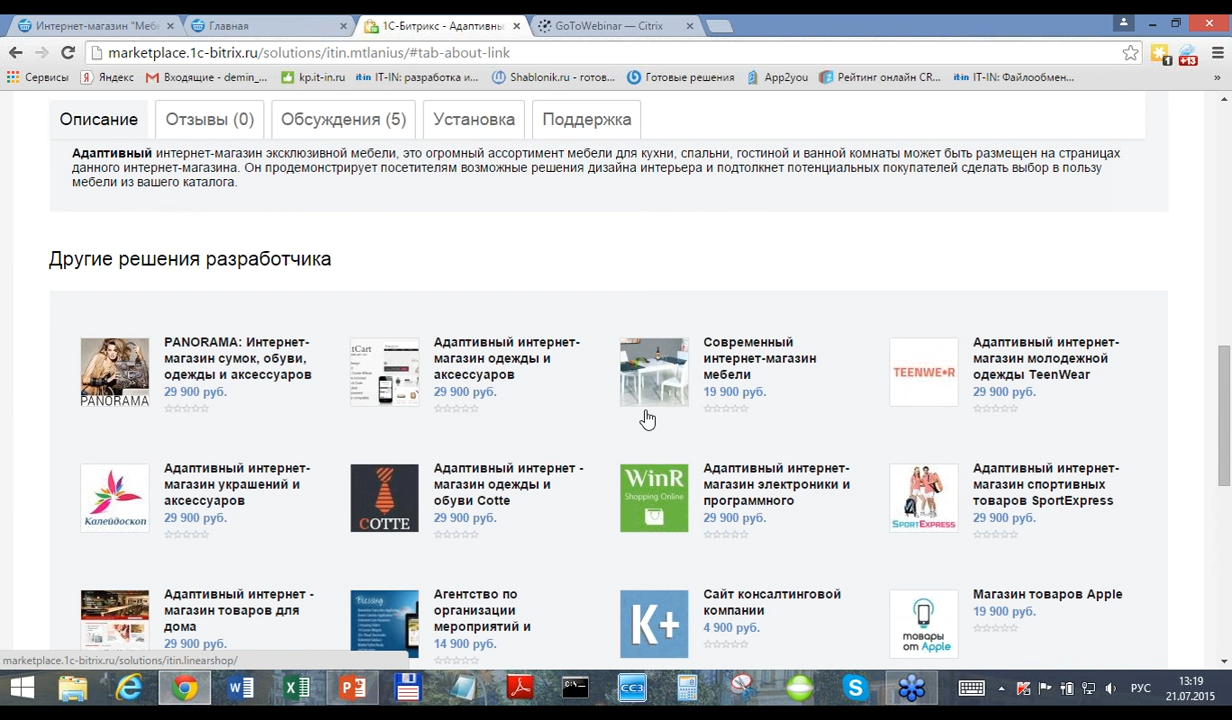 Интернет-магазин "Меб
Главная
1С-Битрикс - Адаптивны
GoToWebinar — Citrix
marketplace.1c-bitrix.ru/solutions/itin.mtlanius/#tab-about-link
1
+13
Сервисы
Яндекс
Входящие - demin_...
kp.it-in.ru
IT-IN: разработка и...
Shablonik.ru - готов...
Готовые решения
App2you
Рейтинг онлайн CR...
IT-IN: Файлообмен...
Описание
Отзывы (0)
Обсуждения (5)
Установка
Поддержка
Адаптивный интернет-магазин эксклюзивной мебели, это огромный ассортимент мебели для кухни, спальни, гостиной и ванной комнаты может быть размещен на страницах
данного интернет-магазина. Он продемонстрирует посетителям возможные решения дизайна интерьера и подтолкнет потенциальных покупателей сделать выбор в пользу
мебели из вашего каталога.
Другие решения разработчика
PANORAMA
PANORAMA: Интернет-
магазин сумок, обуви,
одежды и аксессуаров
29 900 руб.
tCart
Адаптивный интернет-
магазин одежды и
аксессуаров
29 900 руб.
Современный
интернет-магазин
мебели
19 900 руб.
TEENWE•R
Адаптивный интернет-
магазин молодежной
одежды TeenWear
29 900 руб.
Калейдоскоп
Адаптивный интернет-
магазин украшений и
аксессуаров
29 900 руб.
COTTE
Адаптивный интернет -
магазин одежды и
обуви Cotte
29 900 руб.
WinR
Shopping Online
Адаптивный интернет-
магазин электроники и
программного
29 900 руб.
SPORTEXPRESS
Адаптивный интернет-
магазин спортивных
товаров SportExpress
29 900 руб.
Адаптивный интернет -
магазин товаров для
дома
29 900 руб.
Blessing
Агентство по
организации
мероприятий и
14 900 руб.
K+
Сайт консалтинговой
компании
4 900 руб.
товары
от Apple
Магазин товаров Apple
19 900 руб.
marketplace.1c-bitrix.ru/solutions/itin.linearshop/
РУС
13:19
21.07.2015